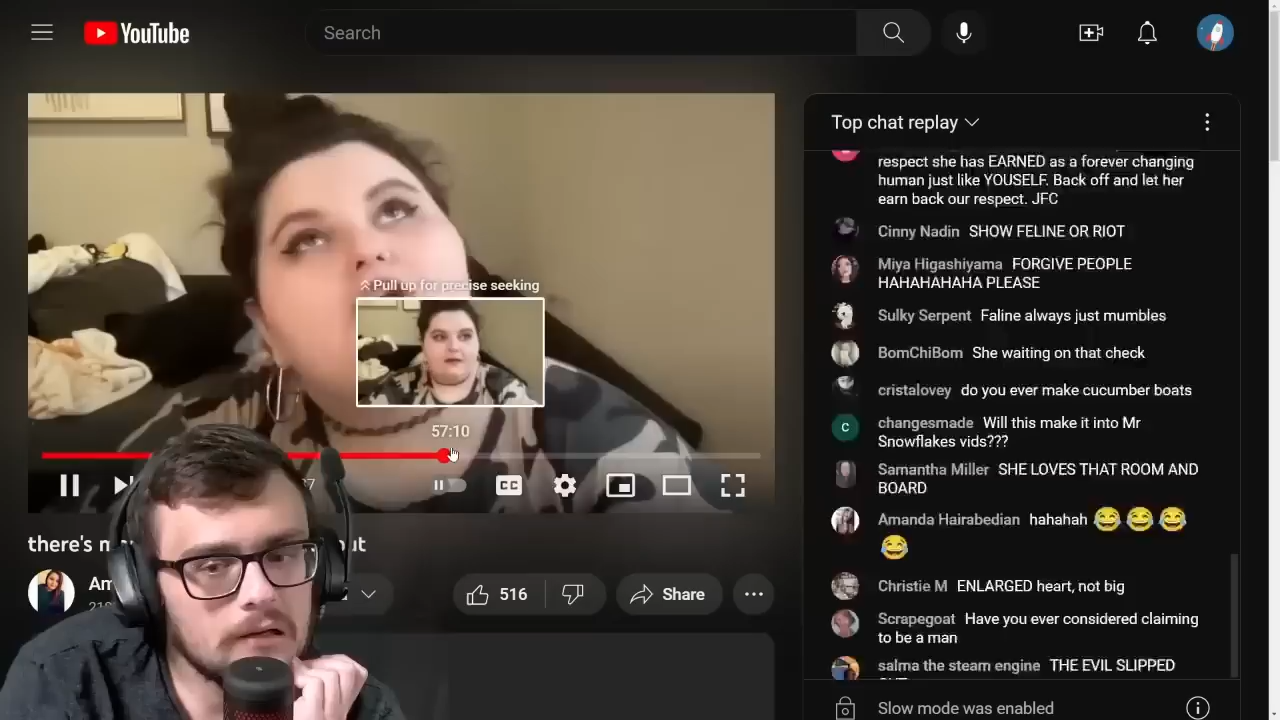 YouTube
Search
Top chat replay
respect she has EARNED as a forever changing
human just like YOUSELF. Back off and let her
earn back our respect. JFC
Cinny Nadin SHOW FELINE OR RIOT
Miya Higashiyama FORGIVE PEOPLE
HAHAHAHAHA PLEASE
Sulky Serpent Faline always just mumbles
BomChiBom She waiting on that check
cristalovey do you ever make cucumber boats
C
changesmade Will this make it into Mr
Snowflakes vids???
Samantha Miller SHE LOVES THAT ROOM AND
BOARD
Amanda Hairabedian hahahah
Christie M ENLARGED heart, not big
Scrapegoat Have you ever considered claiming
to be a man
salma the steam engine THE EVIL SLIPPED
Slow mode was enabled
Pull up for precise seeking
57:10
CC
there's
516
Share